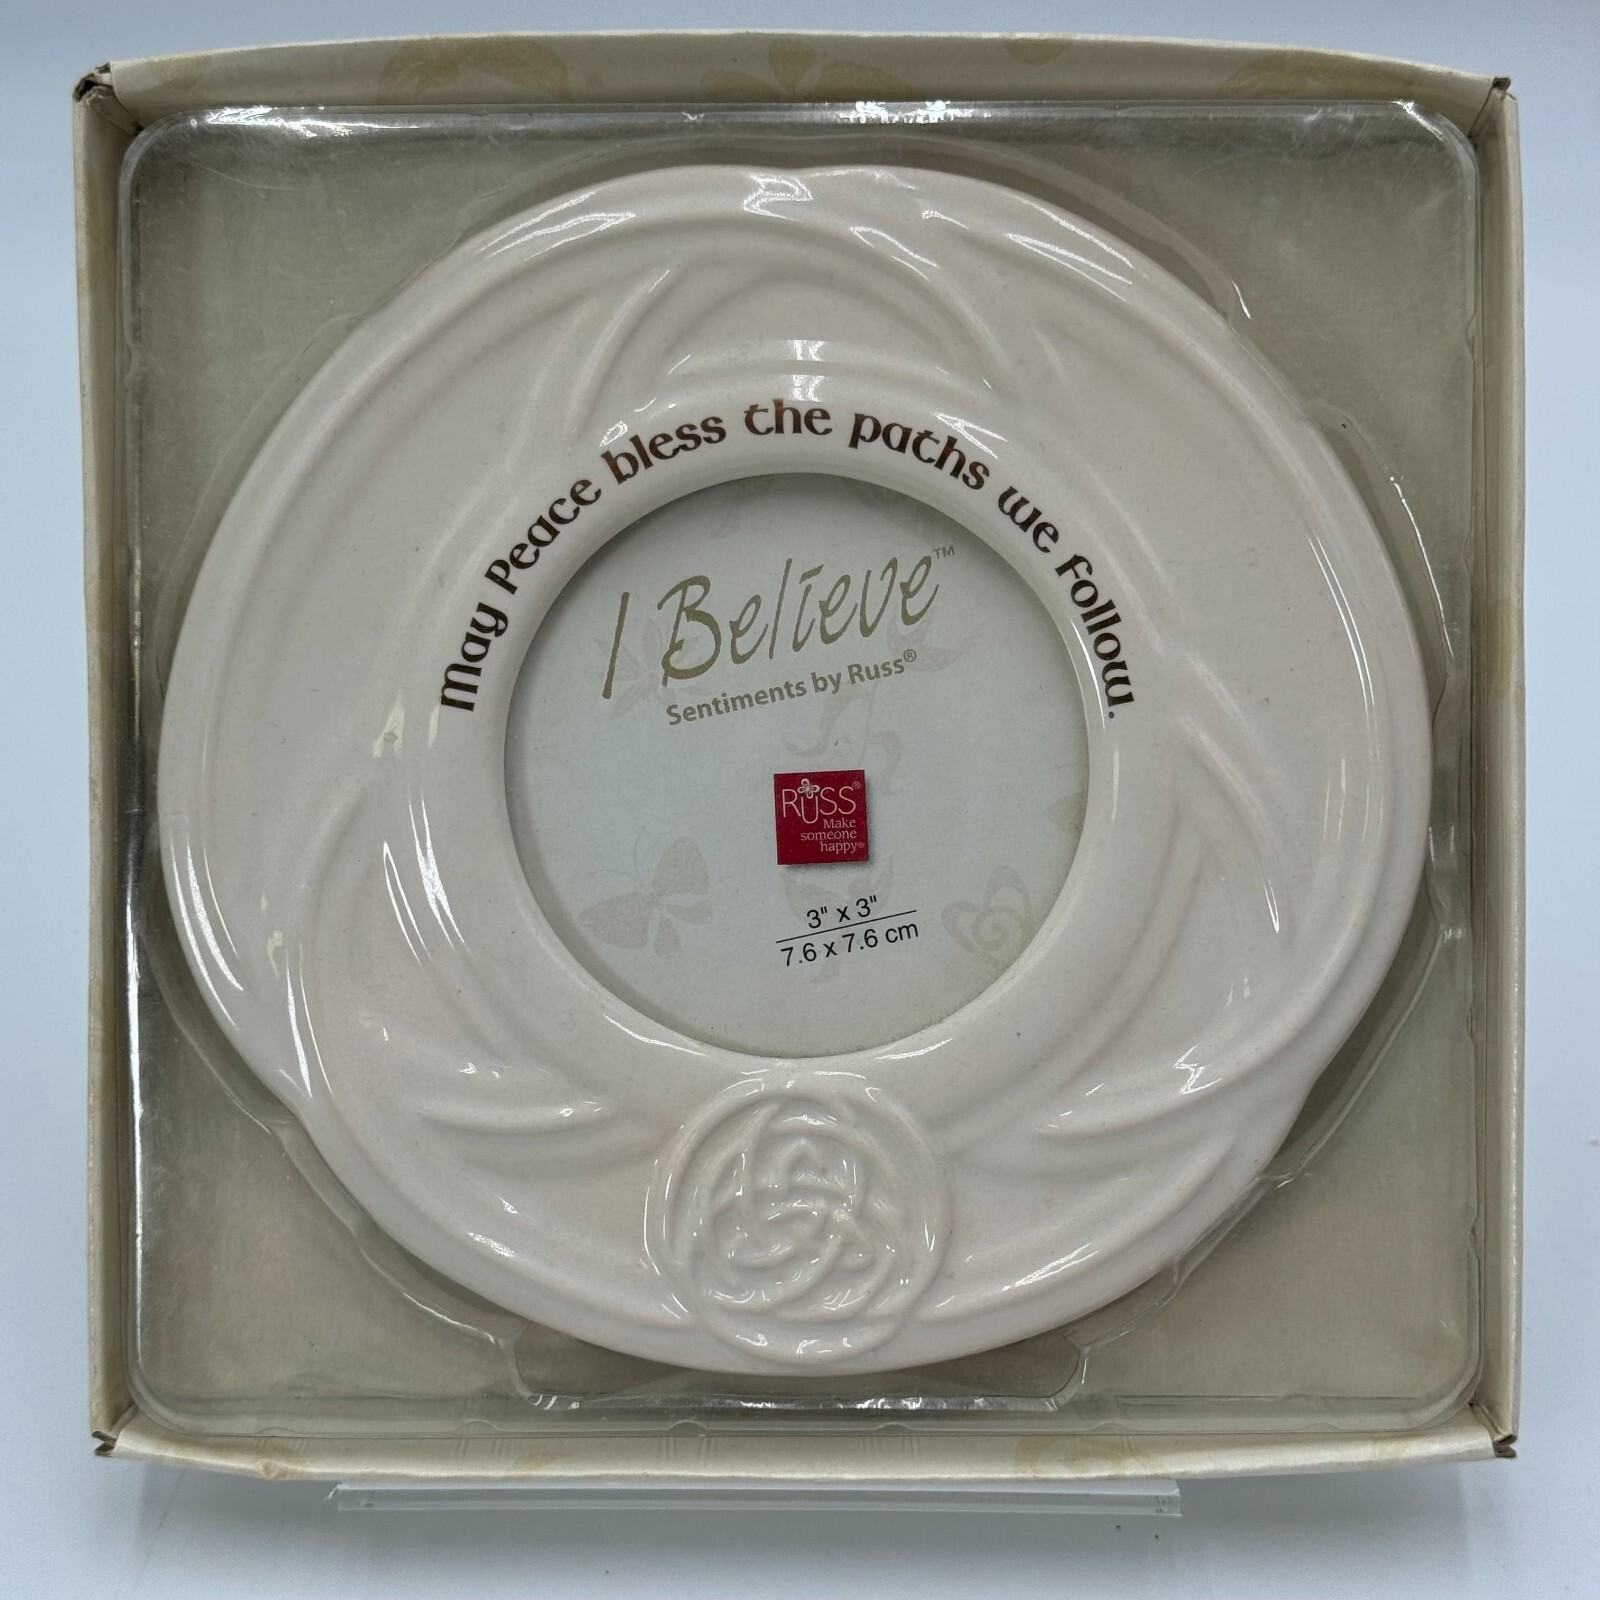 May Peace bless the paths we follow.
I Believe™
Sentiments by Russ®
RUSS®
Make
someone
happy®
3" x 3"
7.6 x 7.6 cm